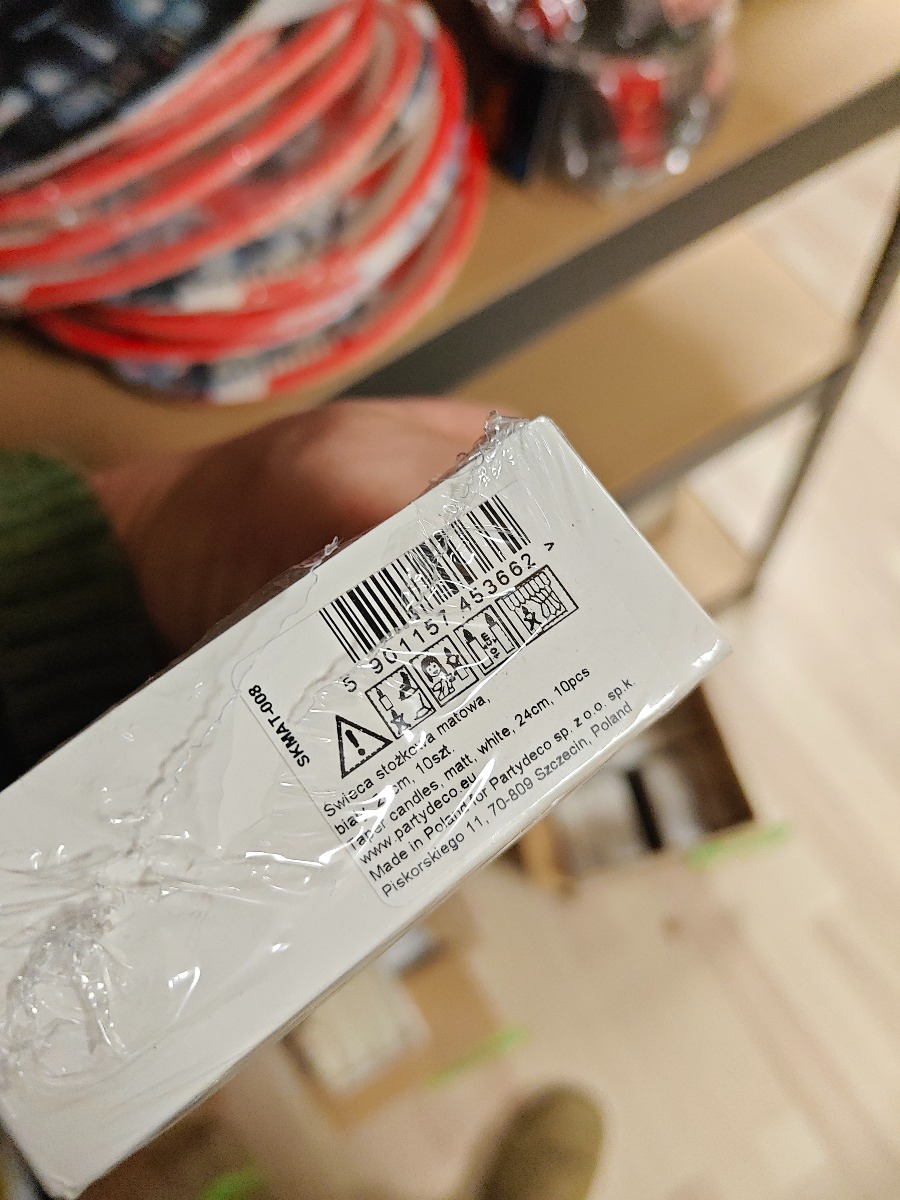 5 901157 453662 >
SKMAT-008
Świeca stożkowa matowa,
24cm, 10szt.
Taper candles, matt, white, 24cm, 10pcs
www.partydeco.eu
Made in Poland for Partydeco sp. z o.o. sp.k.
Piskorskiego 11, 70-809 Szczecin, Poland